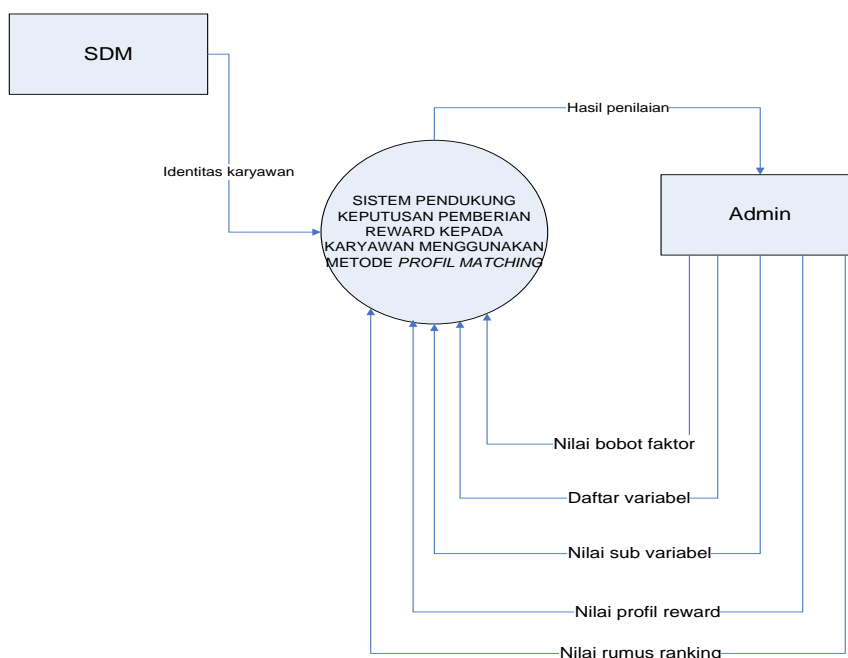 SDM
Hasil penilaian
Identitas karyawan
SISTEM PENDUKUNG
KEPUTUSAN PEMBERIAN
REWARD KEPADA
KARYAWAN MENGGUNAKAN
METODE PROFIL MATCHING
Admin
Nilai bobot faktor
Daftar variabel
Nilai sub variabel
Nilai profil reward
Nilai rumus ranking